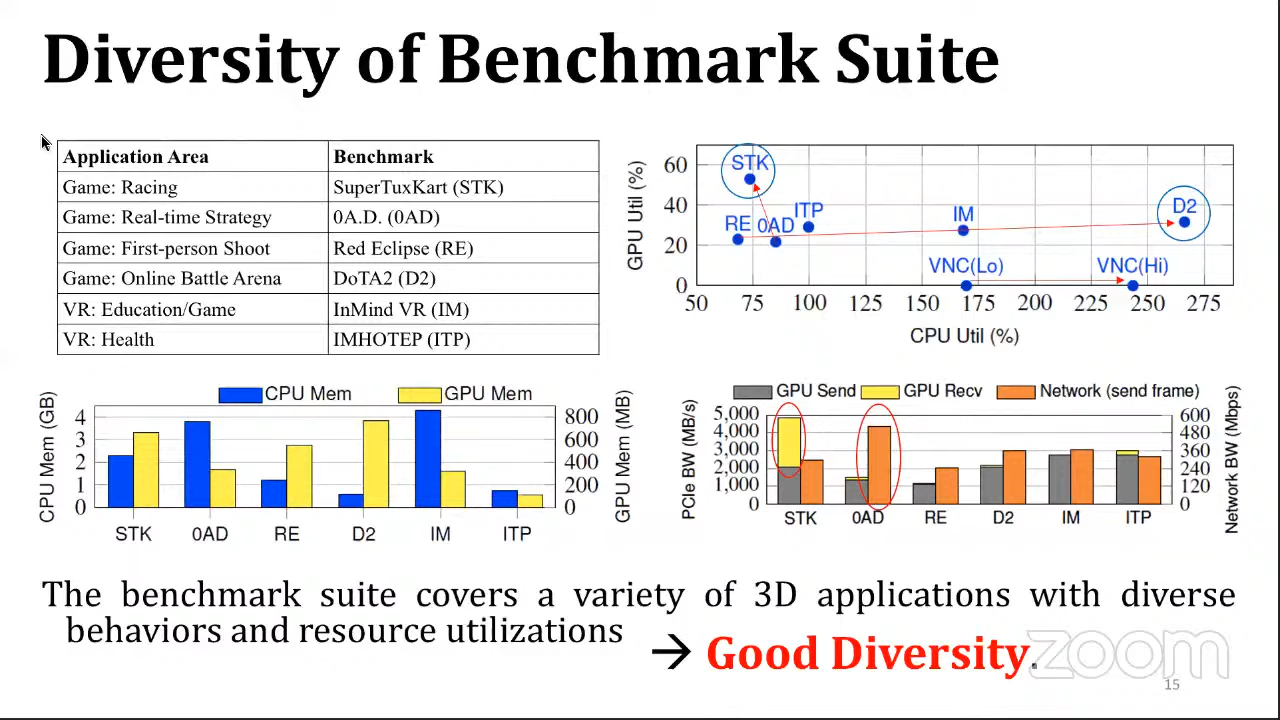 Diversity of Benchmark Suite
Application Area Benchmark
Game: Racing SuperTuxKart (STK)
Game: Real-time Strategy 0A.D. (0AD)
Game: First-person Shoot Red Eclipse (RE)
Game: Online Battle Arena DoTA2 (D2)
VR: Education/Game InMind VR (IM)
VR: Health IMHOTEP (ITP)
GPU Util (%)
60
40
20
0
STK
RE 0AD ITP
IM
D2
VNC(Lo) VNC(Hi)
50 75 100 125 150 175 200 225 250 275
CPU Util (%)
CPU Mem GPU Mem
CPU Mem (GB)
4
3
2
1
0
800
600
400
200
0
GPU Mem (MB)
STK 0AD RE D2 IM ITP
GPU Send GPU Recv Network (send frame)
PCIe BW (MB/s)
5,000
4,000
3,000
2,000
1,000
0
600
480
360
240
120
0
Network BW (Mbps)
STK 0AD RE D2 IM ITP
The benchmark suite covers a variety of 3D applications with diverse
behaviors and resource utilizations
→ Good Diversity.
zoom
15